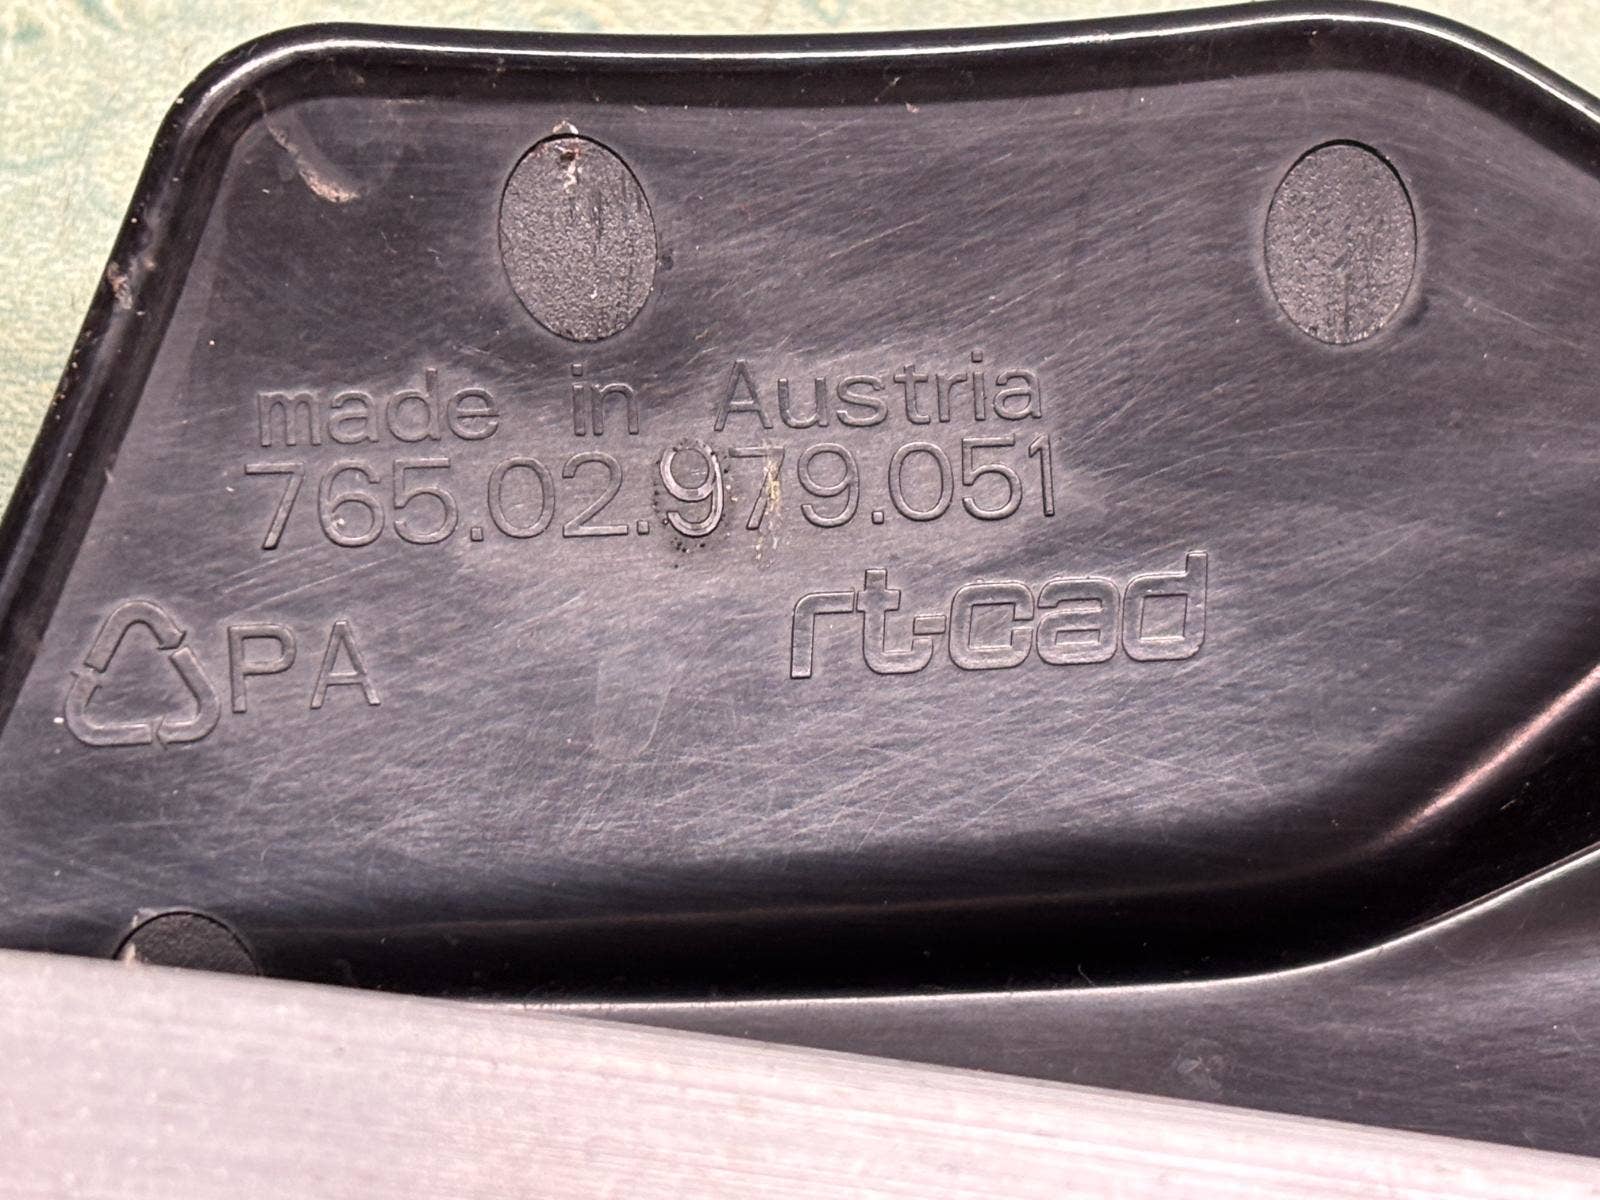 made in Austria
765.02.979.051
rt-cad
PA